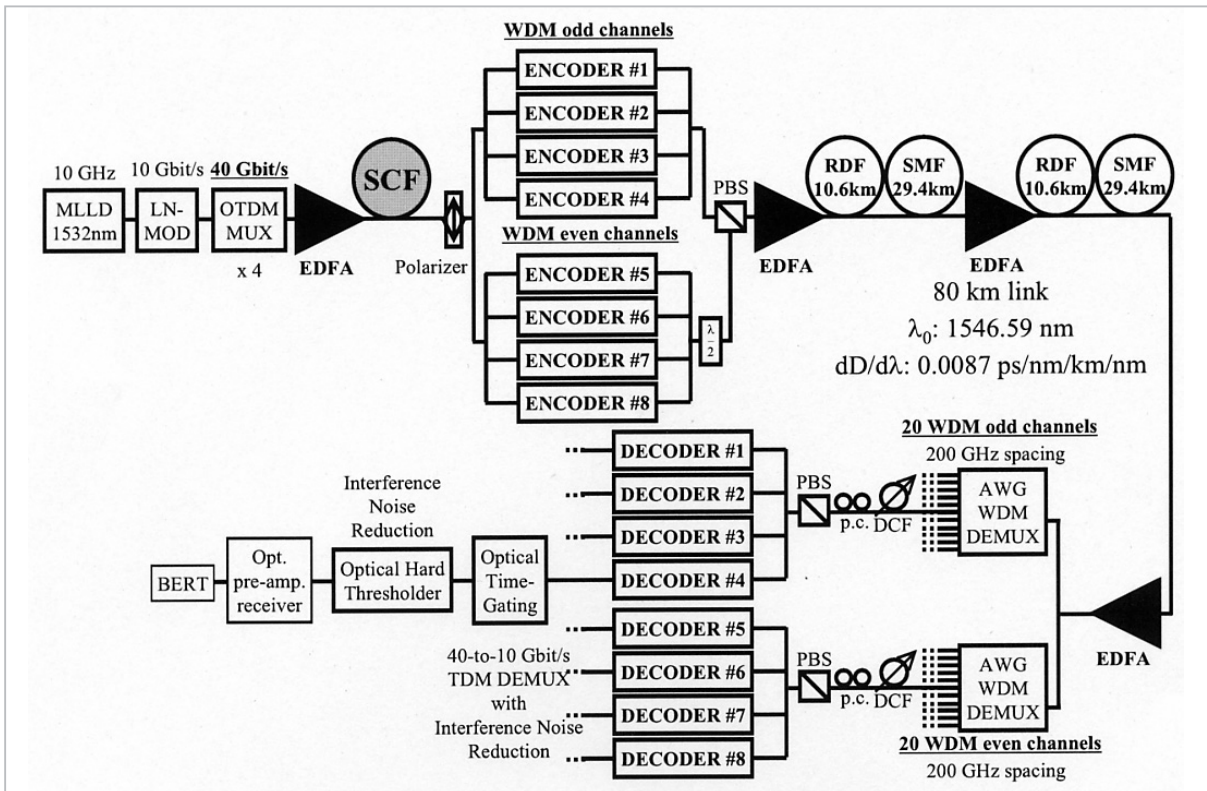 WDM odd channels
ENCODER #1
ENCODER #2
ENCODER #3
ENCODER #4
10 GHz
10 Gbit/s
40 Gbit/s
MLLD
1532nm
LN-
MOD
OTDM
MUX
x 4
EDFA
SCF
Polarizer
WDM even channels
ENCODER #5
ENCODER #6
ENCODER #7
ENCODER #8
λ
2
PBS
EDFA
RDF
10.6km
SMF
29.4km
EDFA
RDF
10.6km
SMF
29.4km
80 km link
λ0: 1546.59 nm
dD/dλ: 0.0087 ps/nm/km/nm
20 WDM odd channels
200 GHz spacing
AWG
WDM
DEMUX
PBS
p.c.
DCF
DECODER #1
DECODER #2
DECODER #3
DECODER #4
Interference
Noise
Reduction
BERT
Opt.
pre-amp.
receiver
Optical Hard
Thresholder
Optical
Time-
Gating
DECODER #5
DECODER #6
DECODER #7
DECODER #8
40-to-10 Gbit/s
TDM DEMUX
with
Interference Noise
Reduction
PBS
p.c.
DCF
AWG
WDM
DEMUX
EDFA
20 WDM even channels
200 GHz spacing